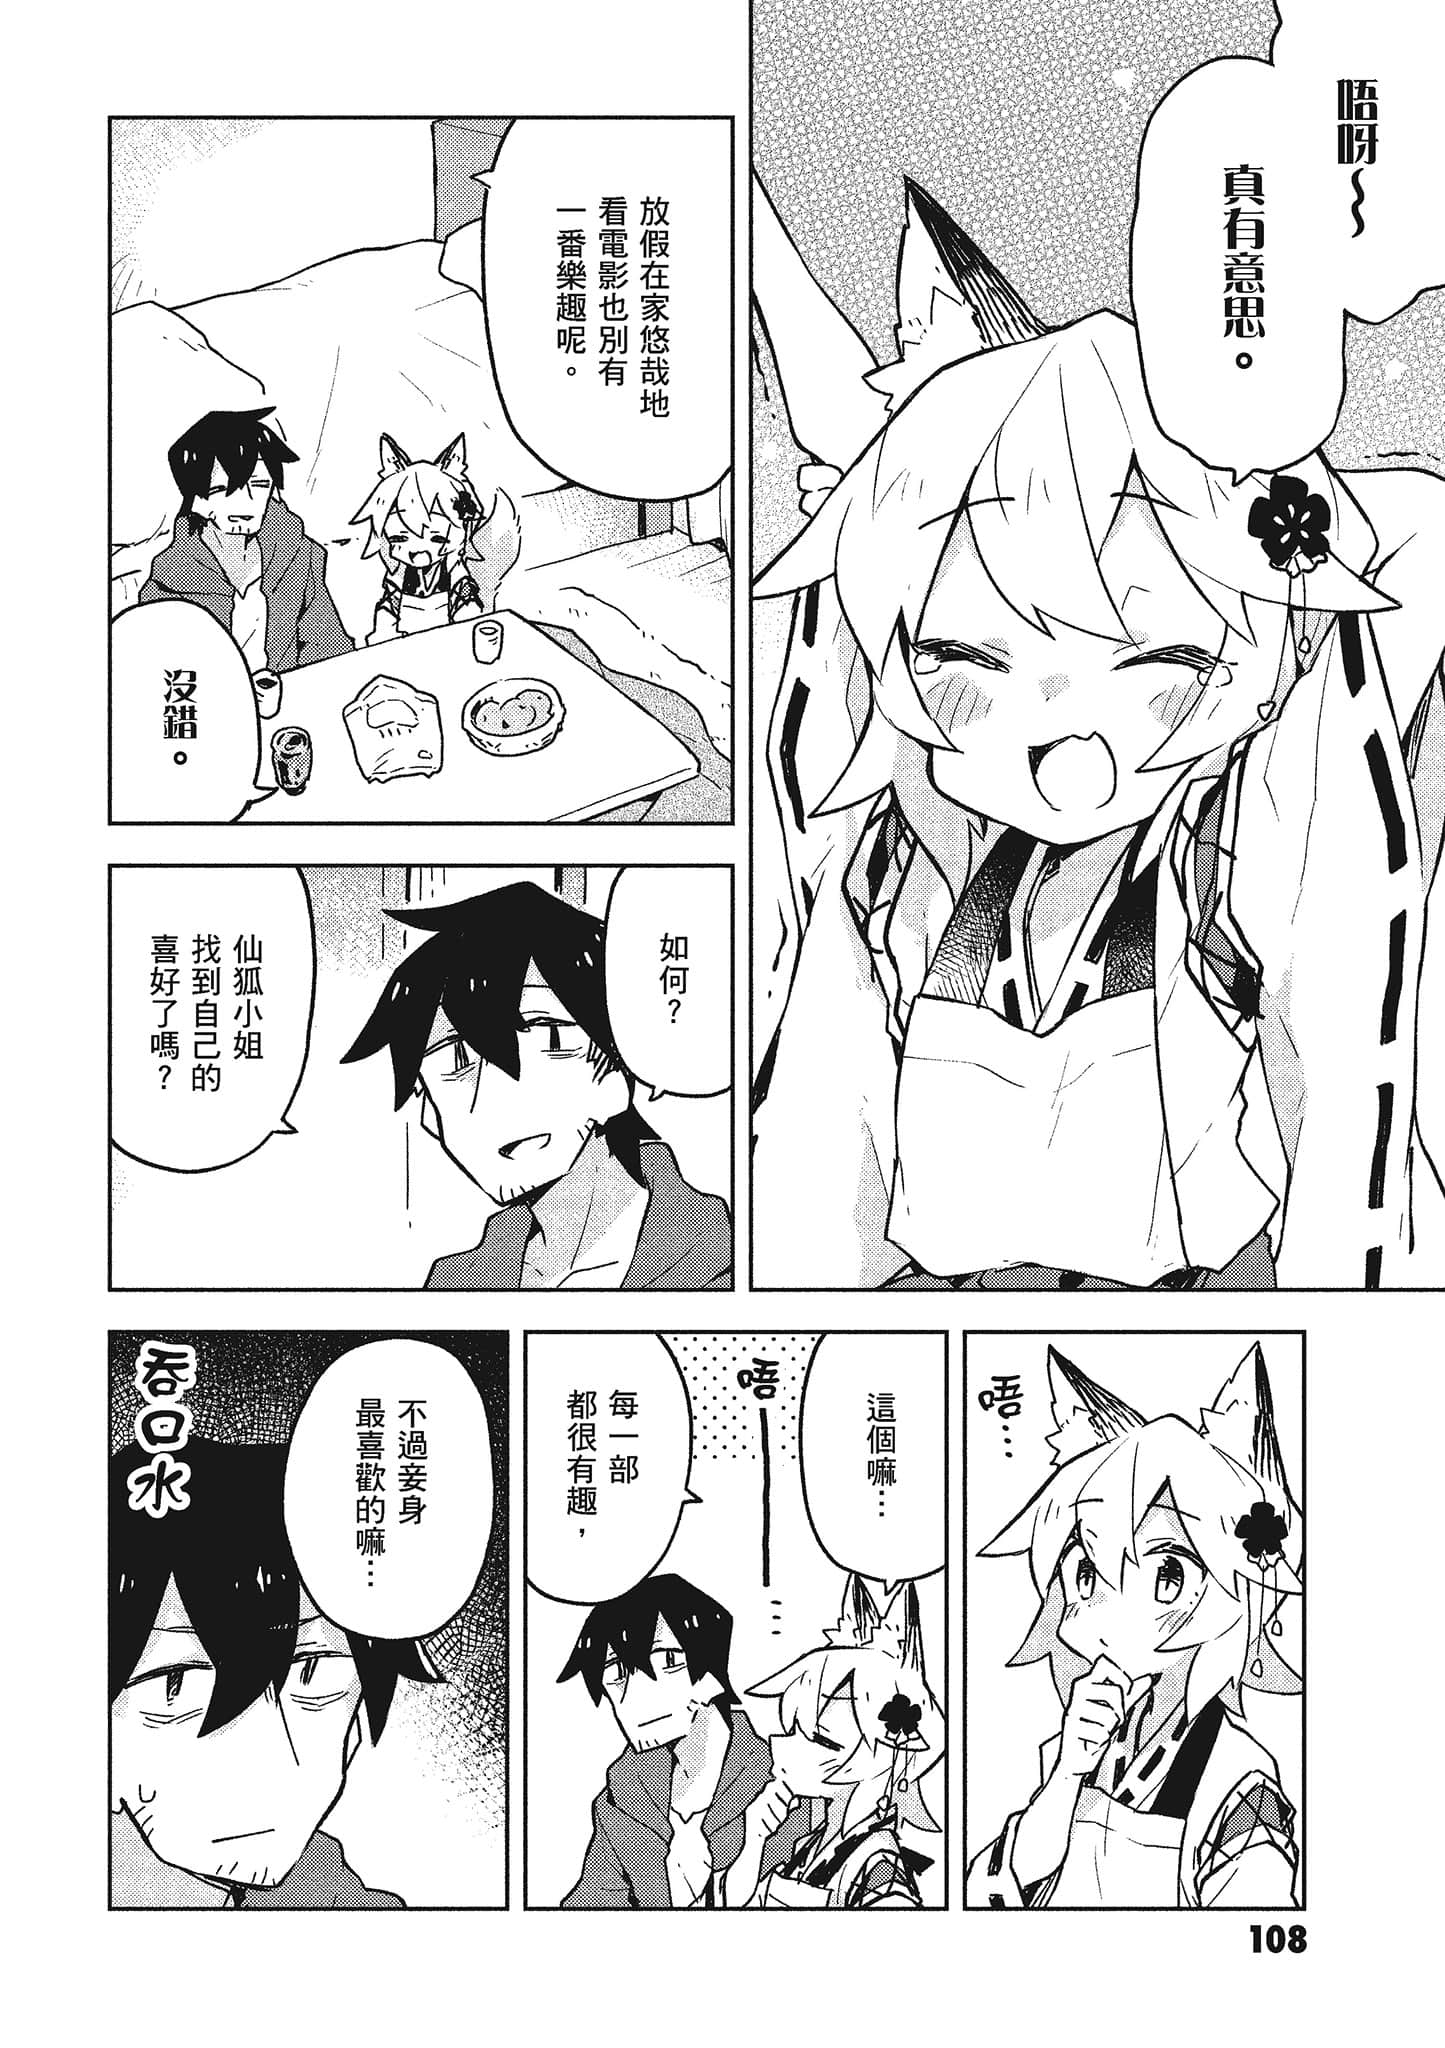 唔呀～
真有意思。
放假在家悠哉地
看電影也別有
一番樂趣呢。
沒錯。
如何？
仙狐小姐
找到自己的
喜好了嗎？
唔…
這個嘛…
唔——…
每一部
都很有趣，
不過妾身
最喜歡的嘛…
吞口水
108